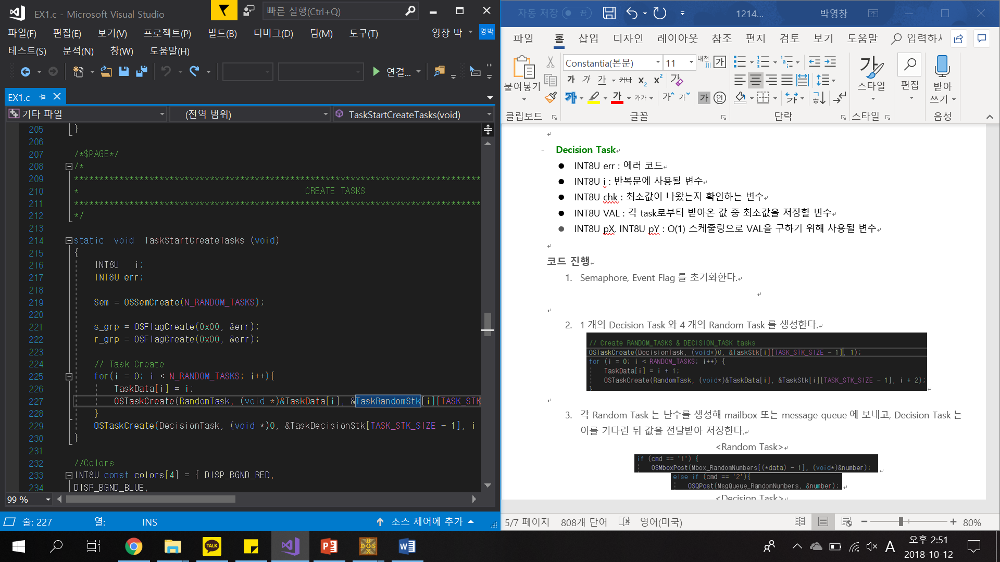 EX1.c - Microsoft Visual Studio
빠른 실행(Ctrl+Q)
파일(F) 편집(E) 보기(V) 프로젝트(P) 빌드(B) 디버그(D) 팀(M) 도구(T) 영창 박 영박
테스트(S) 분석(N) 창(W) 도움말(H)
연결...
EX1.c
기타 파일 (전역 범위) TaskStartCreateTasks(void)
205 }
206
207 /*$PAGE*/
208 /*
209 *********************************************************************************
210 * CREATE TASKS
211 *********************************************************************************
212 */
213
214 static void TaskStartCreateTasks (void)
215 {
216 INT8U i;
217 INT8U err;
218
219 Sem = OSSemCreate(N_RANDOM_TASKS);
220
221 s_grp = OSFlagCreate(0x00, &err);
222 r_grp = OSFlagCreate(0x00, &err);
223
224 // Task Create
225 for(i = 0; i < N_RANDOM_TASKS; i++){
226 TaskData[i] = i;
227 OSTaskCreate(RandomTask, (void *)&TaskData[i], &TaskRandomStk[i][TASK_STK
228 }
229 OSTaskCreate(DecisionTask, (void *)0, &TaskDecisionStk[TASK_STK_SIZE - 1], i
230 }
231
232 //Colors
233 INT8U const colors[4] = { DISP_BGND_RED,
234 DISP_BGND_BLUE,
99 %
줄: 227 열: INS 소스 제어에 추가
자동 저장 끔 1214... 박영창
파일 홈 삽입 디자인 레이아웃 참조 편지 검토 보기 도움말 입력하시
붙여넣기 Constantia(본문) 11 내천 川 가 스타일 편집 받아쓰기
가 가 가 가나 x₂ x²
가 가 가가 가 가 가 인
클립보드 글꼴 단락 스타일 음성
- Decision Task
● INT8U err : 에러 코드
● INT8U i : 반복문에 사용될 변수
● INT8U chk : 최소값이 나왔는지 확인하는 변수
● INT8U VAL : 각 task로부터 받아온 값 중 최소값을 저장할 변수
● INT8U pX, INT8U pY : O(1) 스케줄링으로 VAL을 구하기 위해 사용될 변수
코드 진행
1. Semaphore, Event Flag 를 초기화한다.
2. 1 개의 Decision Task 와 4 개의 Random Task 를 생성한다.
// Create RANDOM_TASKS & DECISION_TASK tasks
OSTaskCreate(DecisionTask, (void*)0, &TaskStk[i][TASK_STK_SIZE - 1], 1);
for (i = 0; i < RANDOM_TASKS; i++) {
TaskData[i] = i + 1;
OSTaskCreate(RandomTask, (void*)&TaskData[i], &TaskStk[i][TASK_STK_SIZE - 1], i + 2);
}
3. 각 Random Task 는 난수를 생성해 mailbox 또는 message queue 에 보내고, Decision Task 는
이를 기다린 뒤 값을 전달받아 저장한다.
<Random Task>
if (cmd == '1') {
OSMboxPost(Mbox_RandomNumbers[(*data) - 1], (void*)&number);
else if (cmd == '2'){
OSQPost(MsgQueue_RandomNumbers, &number);
<Decision Task>
5/7 페이지 808개 단어 영어(미국) 80%
TALK DOS BOX
A 오후 2:51
2018-10-12